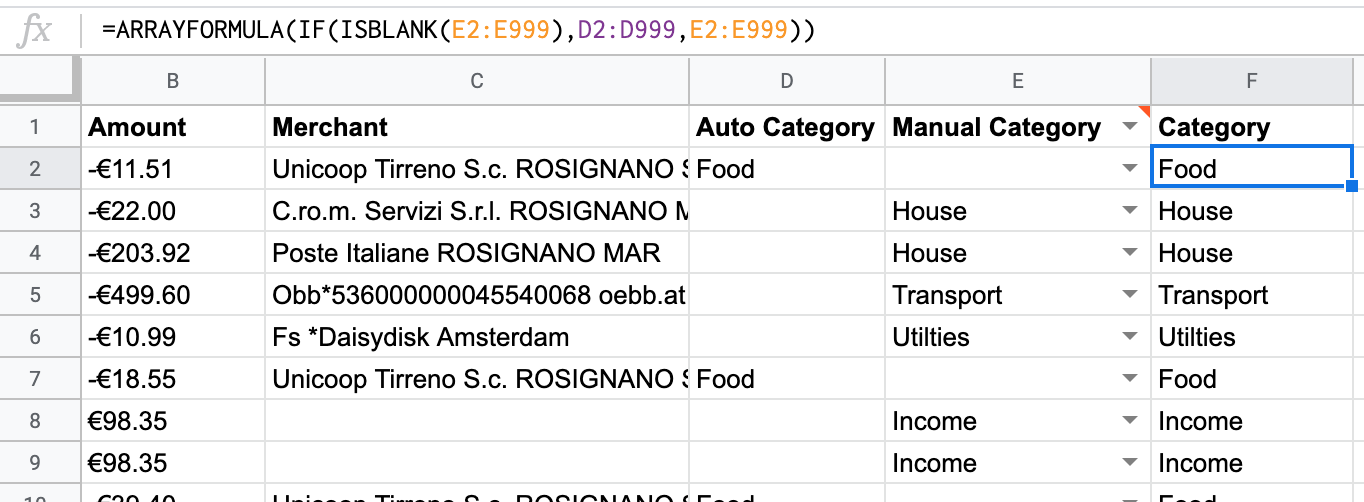 fx =ARRAYFORMULA(IF(ISBLANK(E2:E999),D2:D999,E2:E999))
B C D E F
1 Amount Merchant Auto Category Manual Category Category
2 -€11.51 Unicoop Tirreno S.c. ROSIGNANO S Food Food
3 -€22.00 C.ro.m. Servizi S.r.l. ROSIGNANO M House House
4 -€203.92 Poste Italiane ROSIGNANO MAR House House
5 -€499.60 Obb*536000000045540068 oebb.at Transport Transport
6 -€10.99 Fs *Daisydisk Amsterdam Utilties Utilties
7 -€18.55 Unicoop Tirreno S.c. ROSIGNANO S Food Food
8 €98.35 Income Income
9 €98.35 Income Income
10 -€39.40 Unicoop Tirreno S.c. ROSIGNANO S Food Food